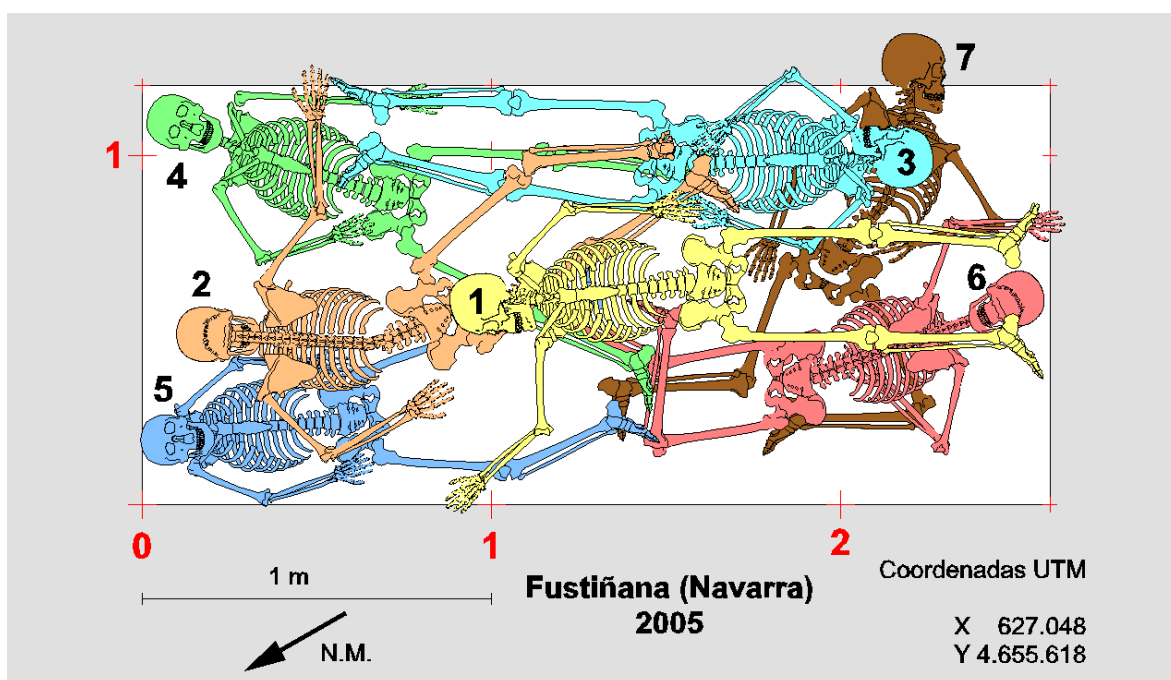 7
1
4
3
2
1
6
5
0
1
2
1 m
Fustiñana (Navarra)
2005
Coordenadas UTM
N.M.
X 627.048
Y 4.655.618